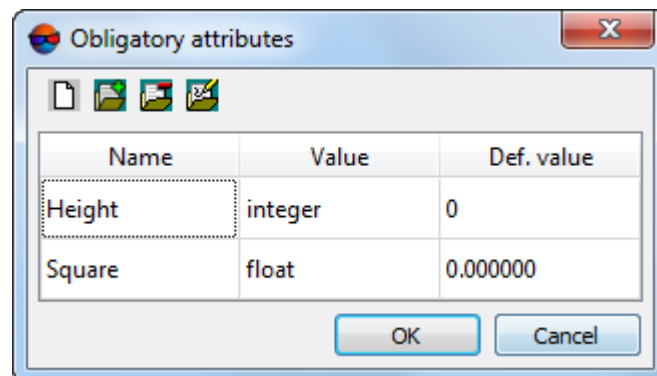 Obligatory attributes
Name Value Def. value
Height integer 0
Square float 0.000000
OK Cancel